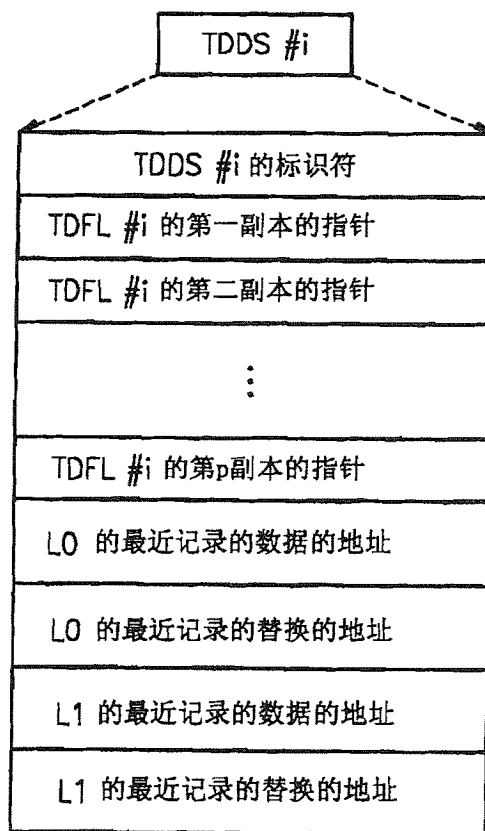 TDDS #i
TDDS #i 的标识符
TDFL #i 的第一副本的指针
TDFL #i 的第二副本的指针
⋮
TDFL #i 的第p副本的指针
L0 的最近记录的数据的地址
L0 的最近记录的替换的地址
L1 的最近记录的数据的地址
L1 的最近记录的替换的地址